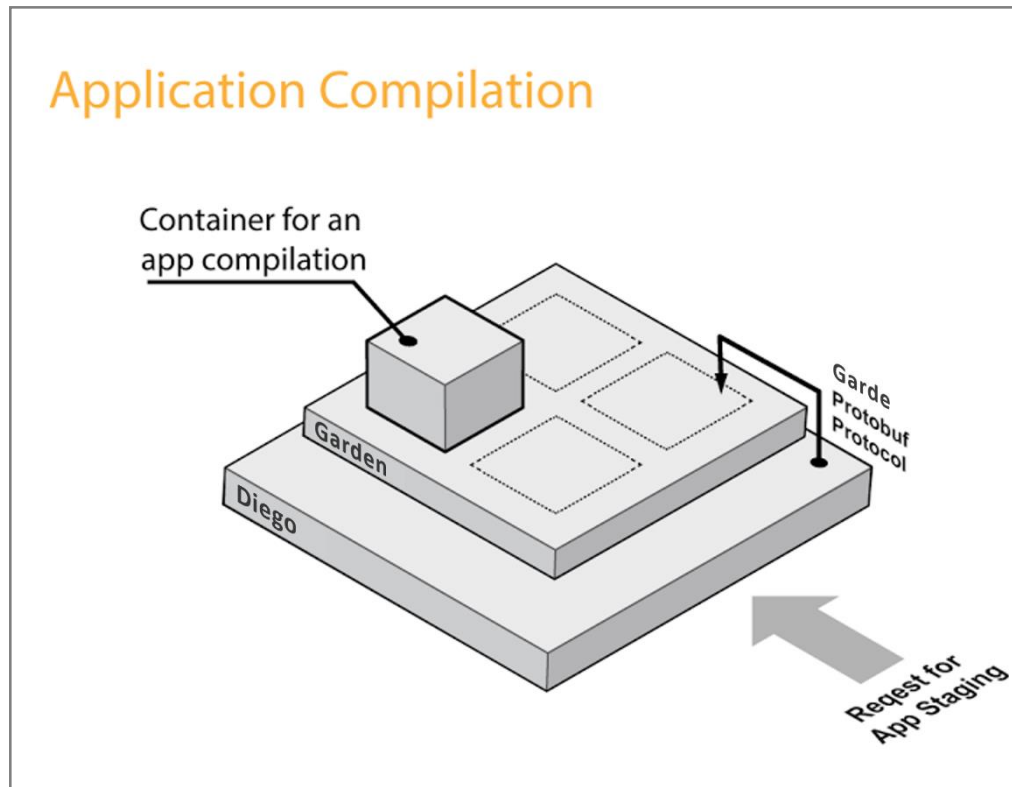 Application Compilation
Container for an
app compilation
Garde
Protobuf
Protocol
Garden
Diego
Reqest for
App Staging